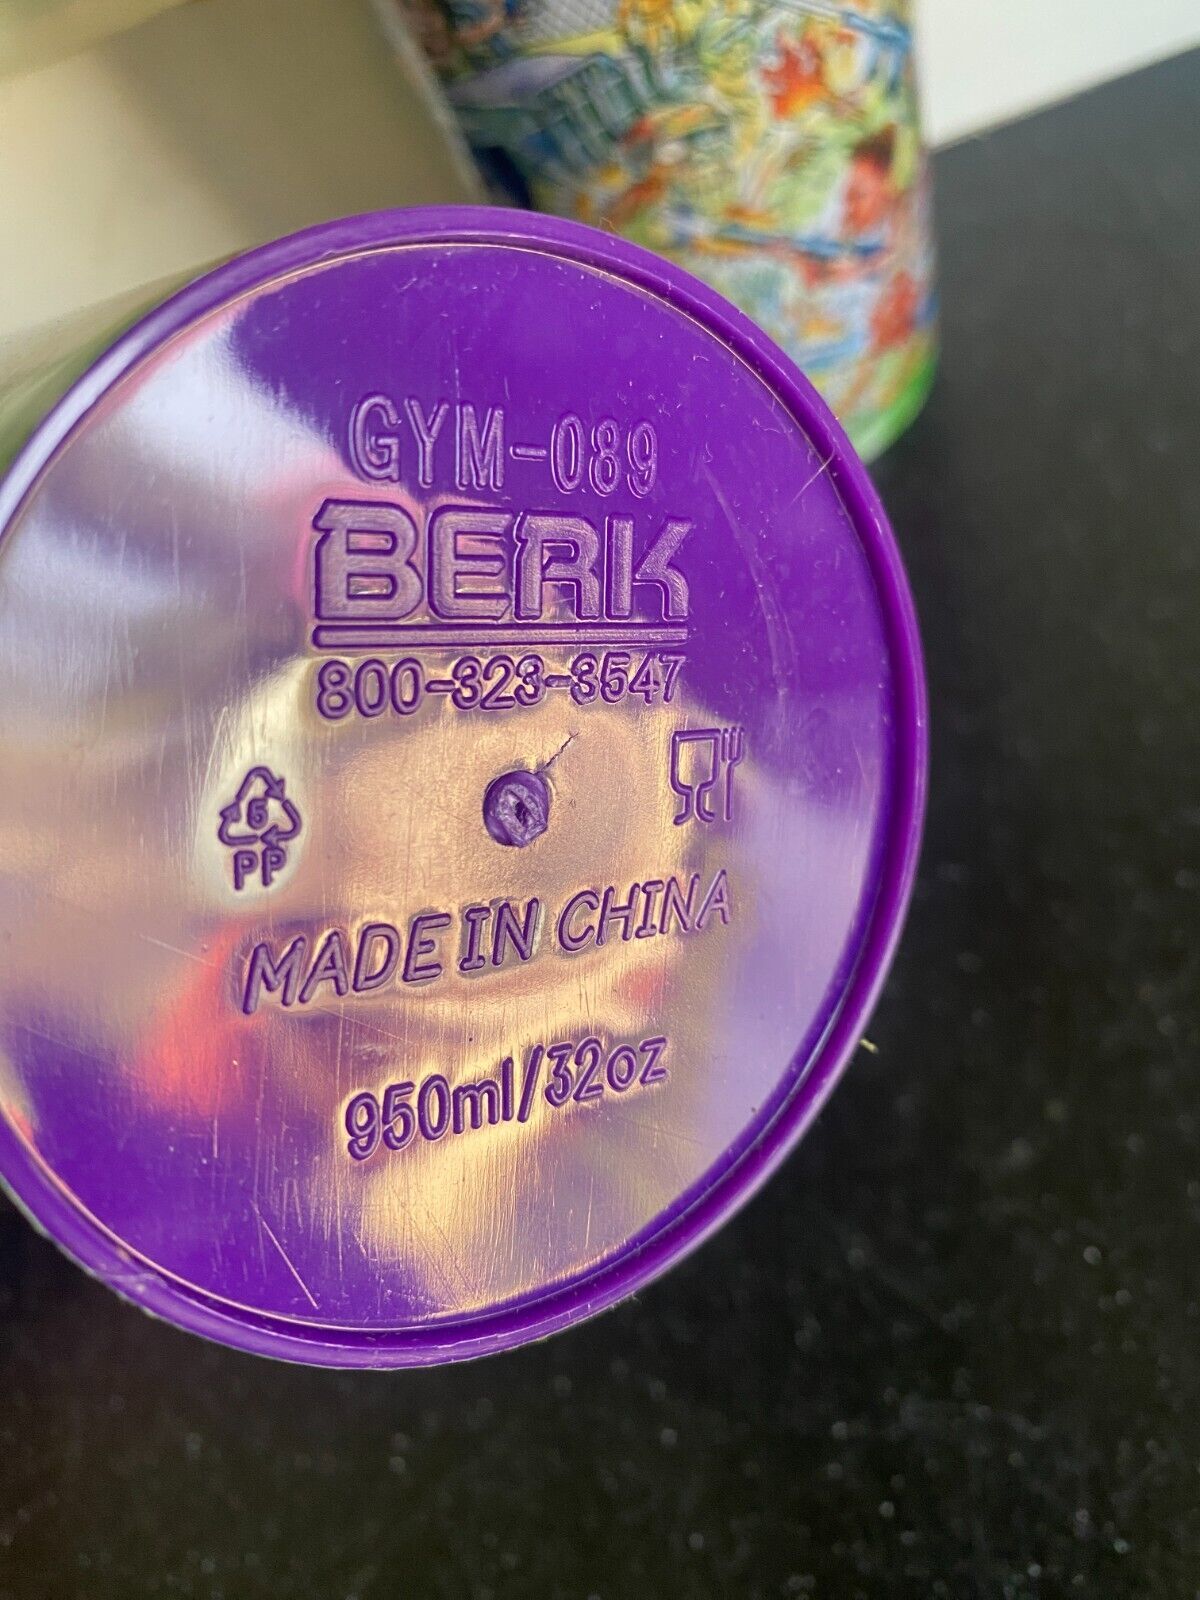 GYM-089
BERK
800-323-3547
5
PP
MADE IN CHINA
950ml/32oz